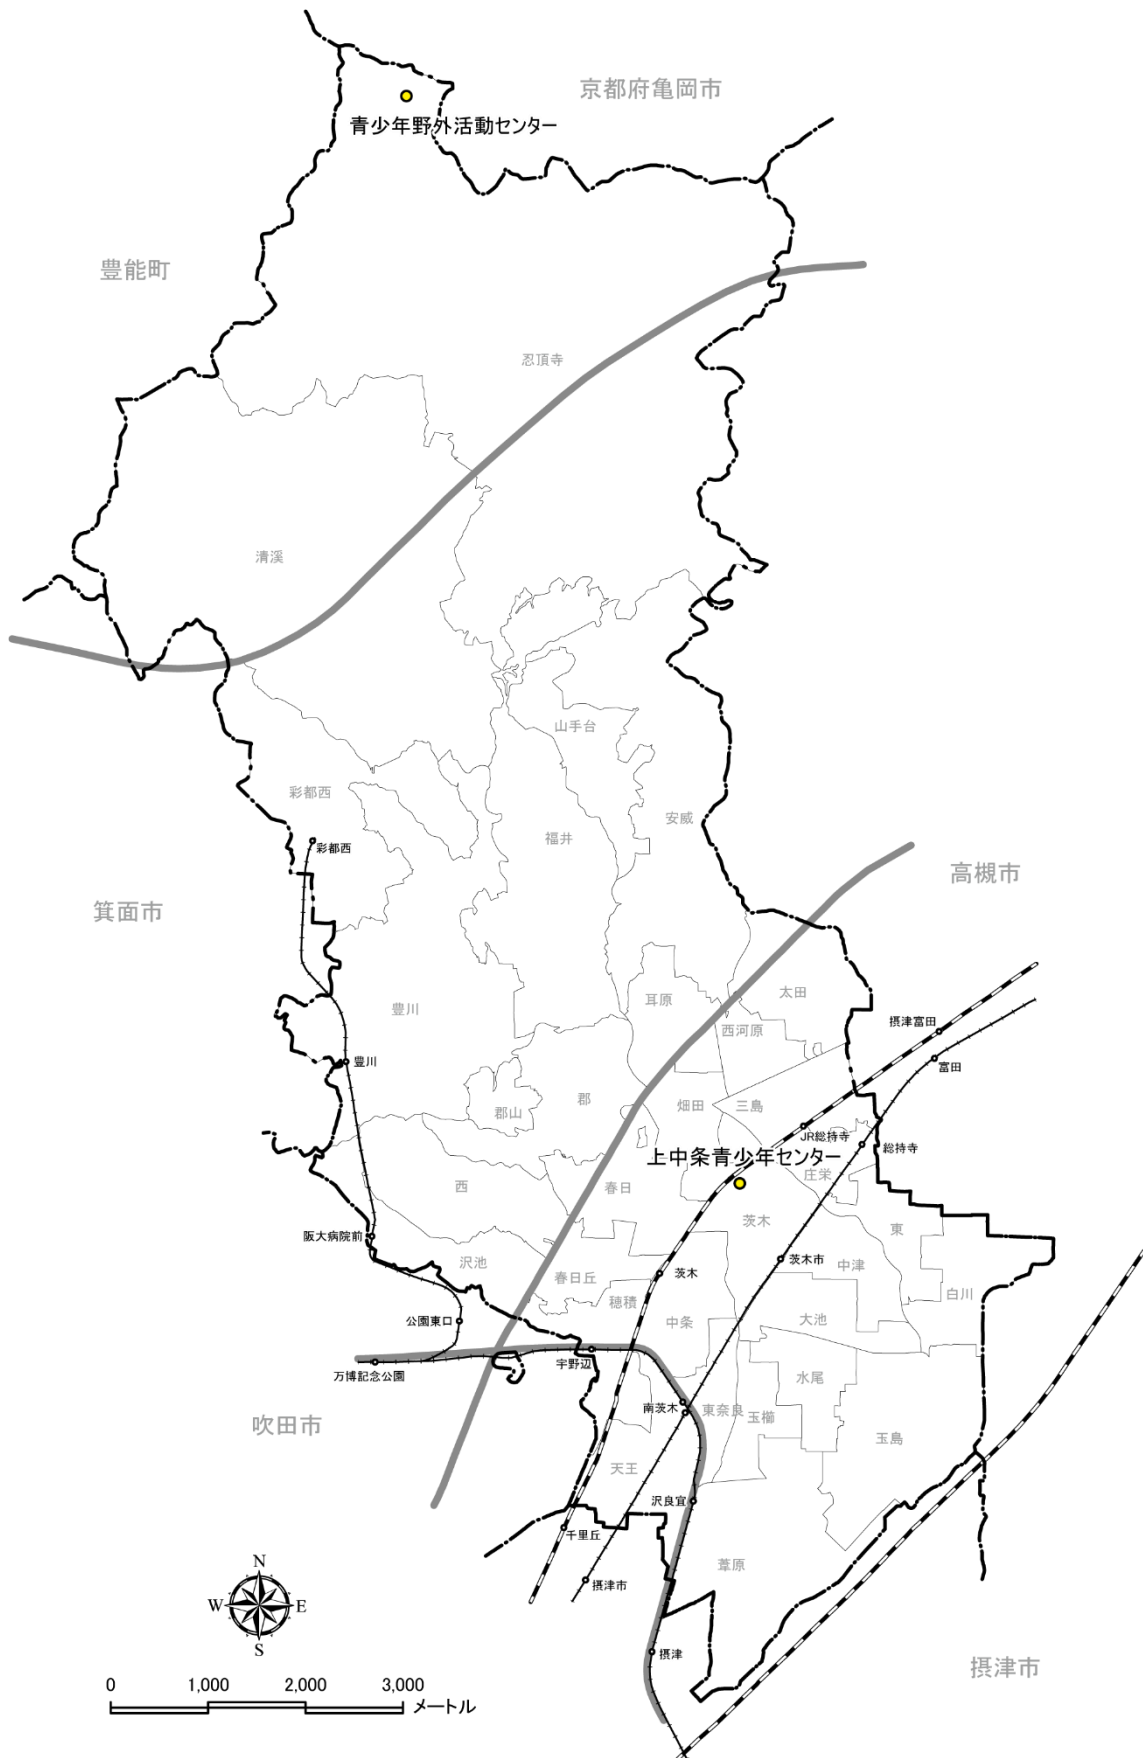 京都府亀岡市
青少年野外活動センター
豊能町
忍頂寺
清溪
山手台
彩都西
安威
福井
彩都西
高槻市
箕面市
太田
耳原
豊川
摂津富田
西河原
豊川
富田
郡
畑田
三島
郡山
JR総持寺
総持寺
上中条青少年センター
庄栄
西
春日
茨木
東
阪大病院前
沢池
茨木市
中津
春日丘
茨木
白川
穂積
公園東口
中条
大池
宇野辺
万博記念公園
水尾
南茨木
東奈良
玉櫛
吹田市
玉島
天王
沢良宜
千里丘
葦原
摂津市
N
W
E
S
摂津
摂津市
0
1,000
2,000
3,000
メートル